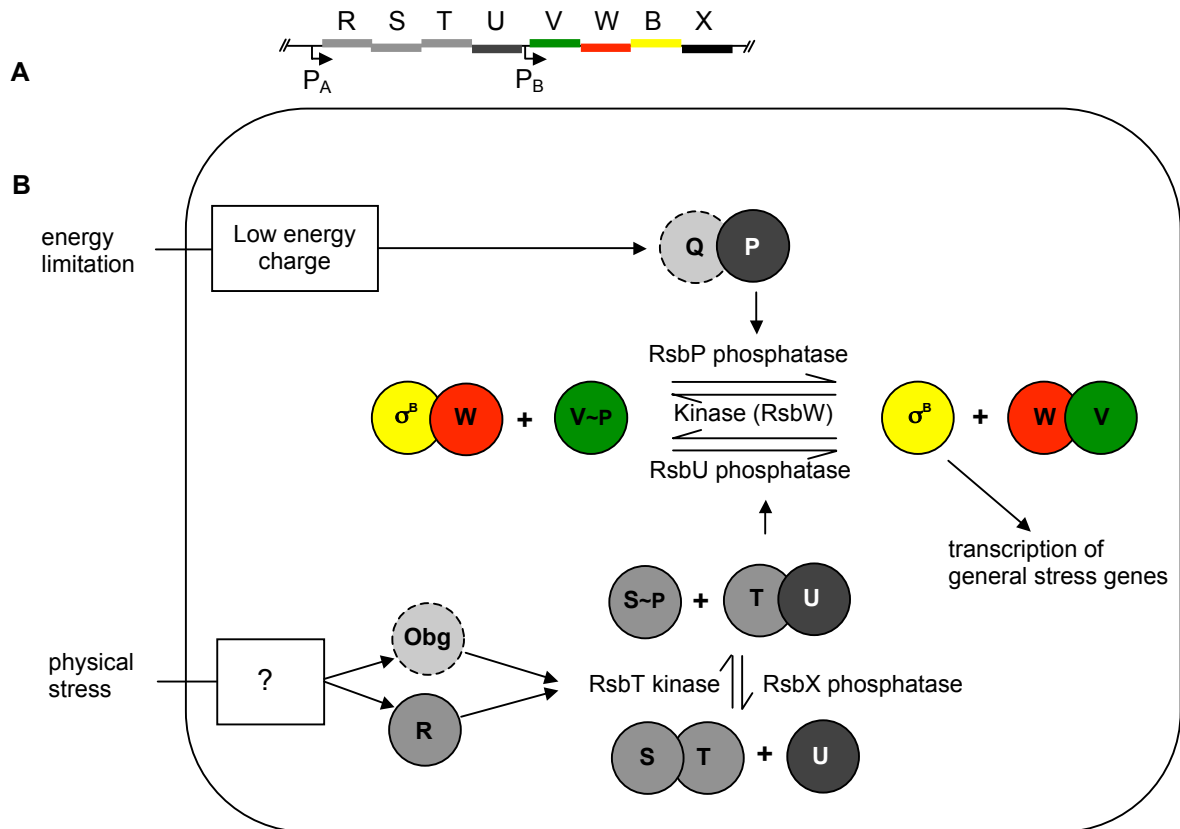 R S T U V W B X
PA PB
A
B
energy
limitation
Low energy
charge
Q P
RsbP phosphatase
σB W + V~P
Kinase (RsbW)
σB + W V
RsbU phosphatase
transcription of
general stress genes
S~P + T U
physical
stress
?
Obg
R
RsbT kinase
RsbX phosphatase
S T + U